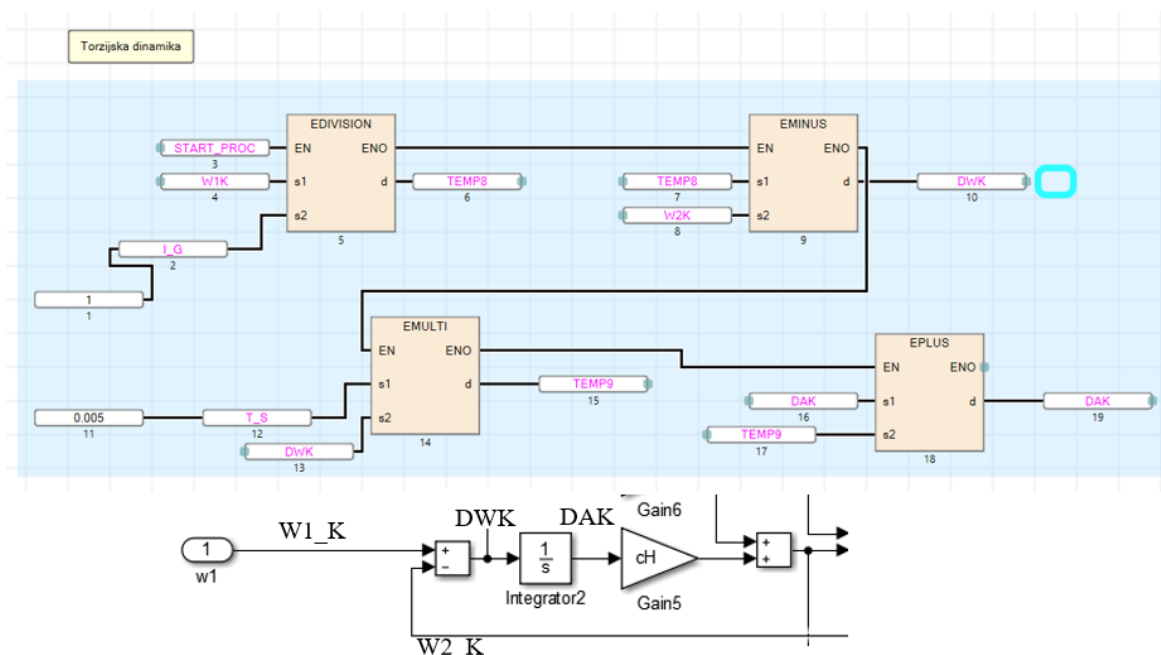 Torzijska dinamika
EDIVISION
EMINUS
START_PROC EN ENO EN ENO
3
W1K s1 d TEMP8 TEMP8 s1 d DWK
4 6 7 10
s2 W2K s2
8
I_G 5 9
2
1
1
EMULTI
EPLUS
EN ENO
EN ENO
0.005 T_S s1 d TEMP9 DAK s1 d DAK
11 12 15 16 19
DWK s2 TEMP9 s2
13 14 17 18
Gain6
W1_K DWK DAK
1 + − 1/s cH + +
w1 Integrator2 Gain5
W2_K